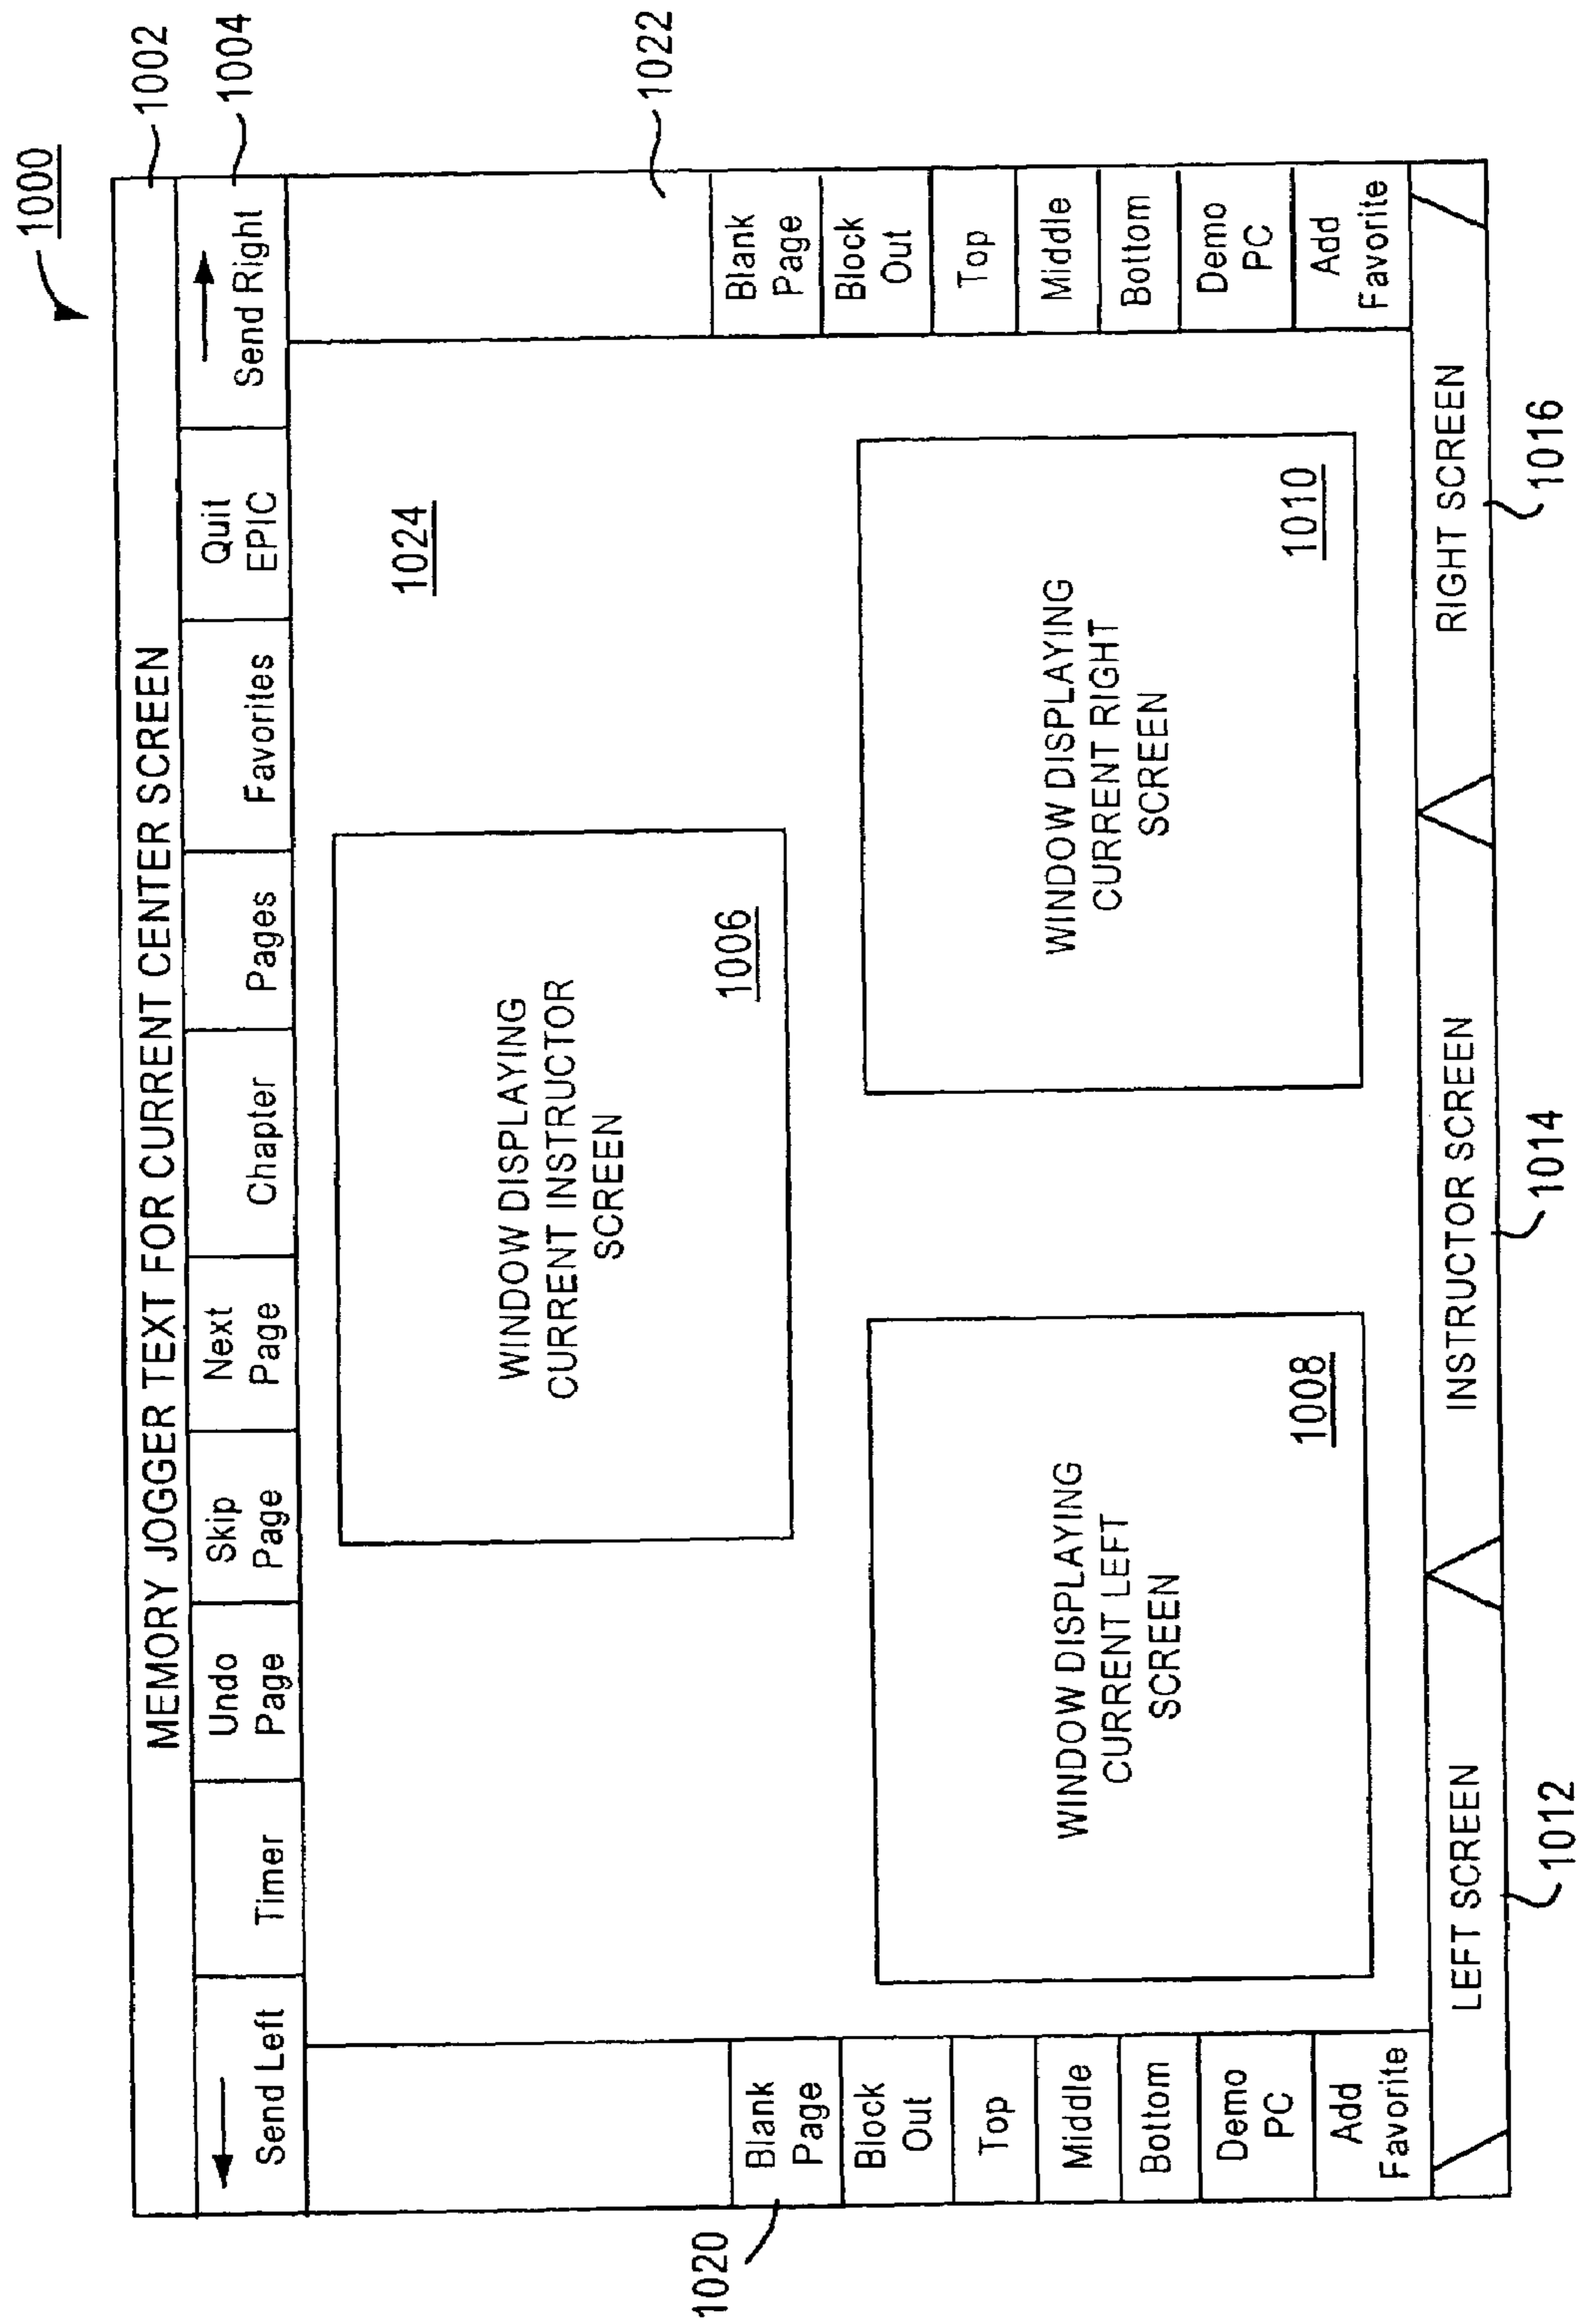 1000
1002
MEMORY JOGGER TEXT FOR CURRENT CENTER SCREEN
1004
Send Left
Timer
Undo
Page
Skip
Page
Next
Page
Chapter
Pages
Favorites
Quit
EPIC
Send Right
1022
1024
WINDOW DISPLAYING
CURRENT INSTRUCTOR
SCREEN
1006
1020
Blank
Page
Block
Out
Top
Middle
Bottom
Demo
PC
Add
Favorite
WINDOW DISPLAYING
CURRENT LEFT
SCREEN
1008
WINDOW DISPLAYING
CURRENT RIGHT
SCREEN
1010
Blank
Page
Block
Out
Top
Middle
Bottom
Demo
PC
Add
Favorite
LEFT SCREEN
INSTRUCTOR SCREEN
RIGHT SCREEN
1012
1014
1016